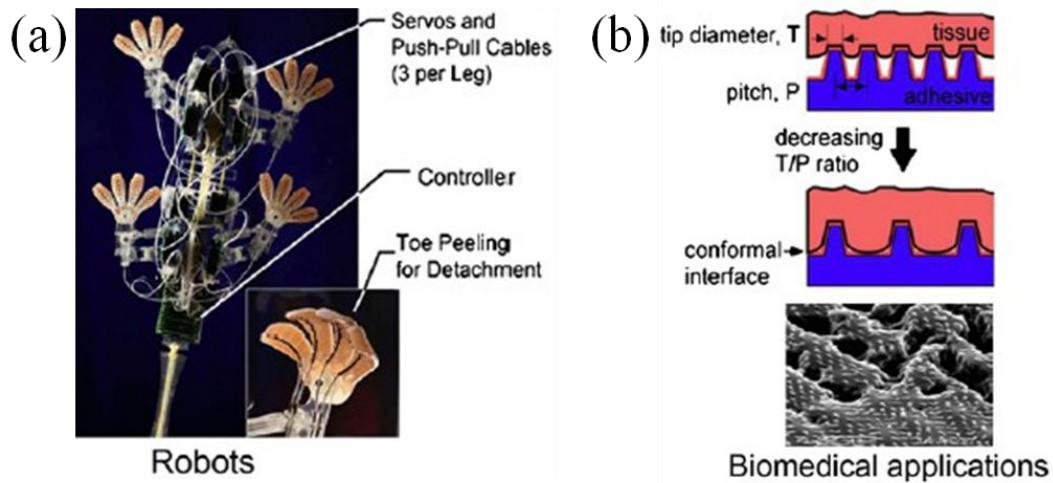 (a)
Servos and
Push-Pull Cables
(3 per Leg)
Controller
Toe Peeling
for Detachment
Robots
(b)
tip diameter, T
tissue
pitch, P
adhesive
decreasing
T/P ratio
conformal
interface
Biomedical applications